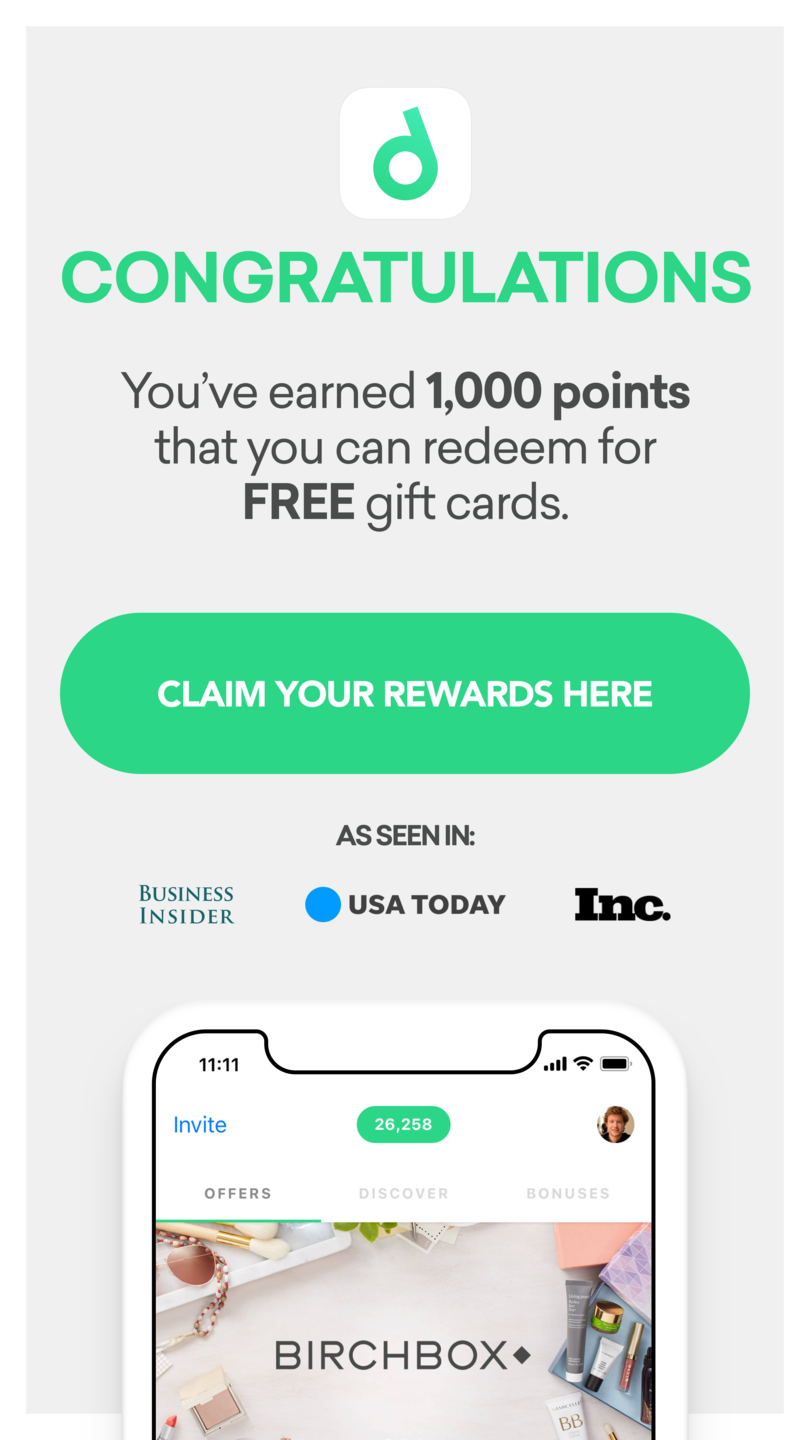 d
CONGRATULATIONS
You've earned 1,000 points
that you can redeem for
FREE gift cards.
CLAIM YOUR REWARDS HERE
AS SEEN IN:
BUSINESS
INSIDER
USA TODAY
Inc.
11:11
Invite
26,258
OFFERS
DISCOVER
BONUSES
BIRCHBOX
BB